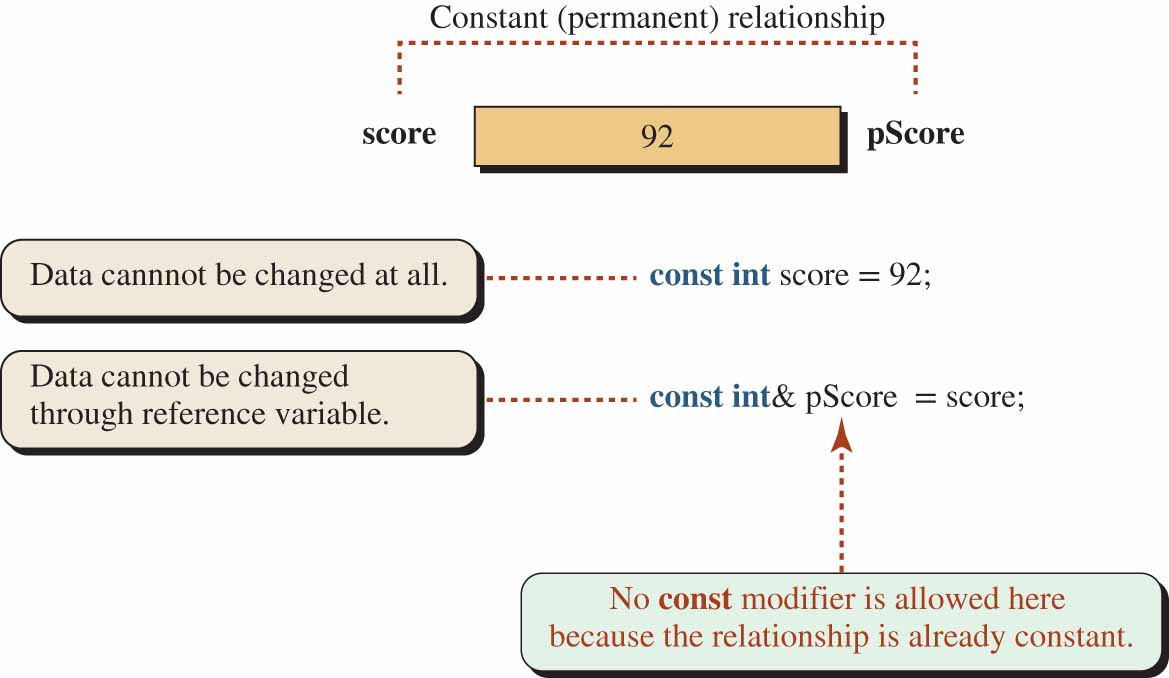 Constant (permanent) relationship
score 92 pScore
Data cannnot be changed at all. const int score = 92;
Data cannot be changed
through reference variable.
const int& pScore = score;
No const modifier is allowed here
because the relationship is already constant.